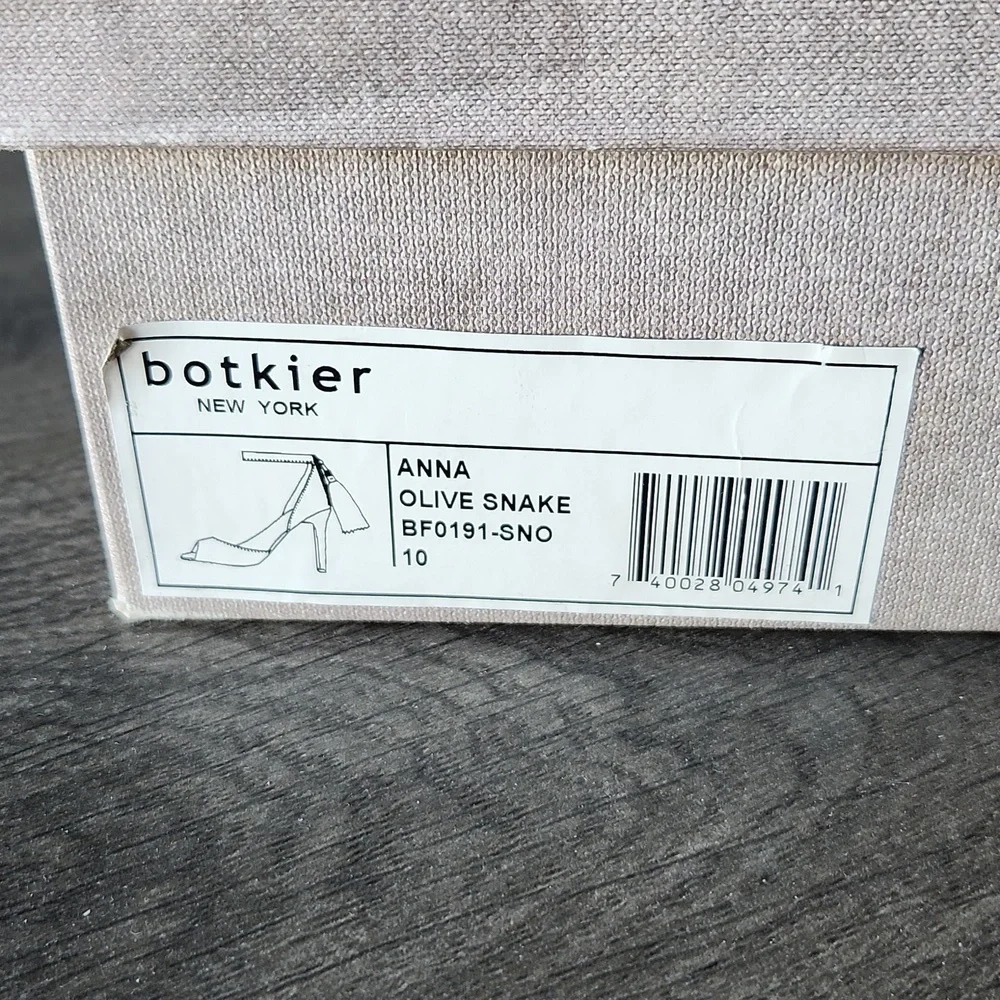 botkier
NEW YORK
ANNA
OLIVE SNAKE
BF0191-SNO
10
7 40028 04974 1